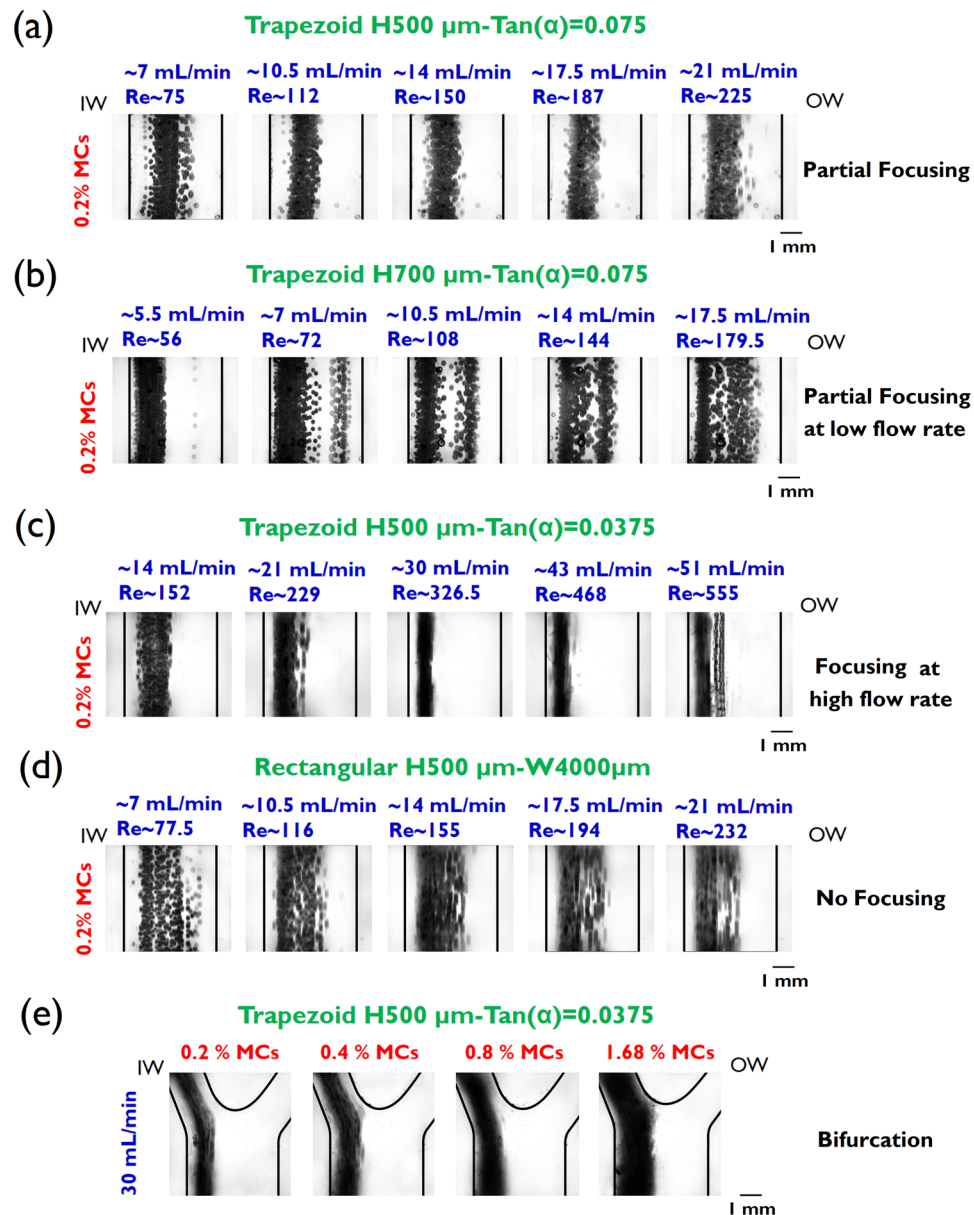 (a)
Trapezoid H500 µm-Tan(α)=0.075
~7 mL/min ~10.5 mL/min ~14 mL/min ~17.5 mL/min ~21 mL/min
Re~75 Re~112 Re~150 Re~187 Re~225
IW OW
0.2% MCs
Partial Focusing
1 mm
(b)
Trapezoid H700 µm-Tan(α)=0.075
~5.5 mL/min ~7 mL/min ~10.5 mL/min ~14 mL/min ~17.5 mL/min
Re~56 Re~72 Re~108 Re~144 Re~179.5
IW OW
0.2% MCs
Partial Focusing
at low flow rate
1 mm
(c)
Trapezoid H500 µm-Tan(α)=0.0375
~14 mL/min ~21 mL/min ~30 mL/min ~43 mL/min ~51 mL/min
Re~152 Re~229 Re~326.5 Re~468 Re~555
IW OW
0.2% MCs
Focusing at
high flow rate
1 mm
(d)
Rectangular H500 µm-W4000µm
~7 mL/min ~10.5 mL/min ~14 mL/min ~17.5 mL/min ~21 mL/min
Re~77.5 Re~116 Re~155 Re~194 Re~232
IW OW
0.2% MCs
No Focusing
1 mm
(e)
Trapezoid H500 µm-Tan(α)=0.0375
0.2 % MCs 0.4 % MCs 0.8 % MCs 1.68 % MCs
IW OW
30 mL/min
Bifurcation
1 mm